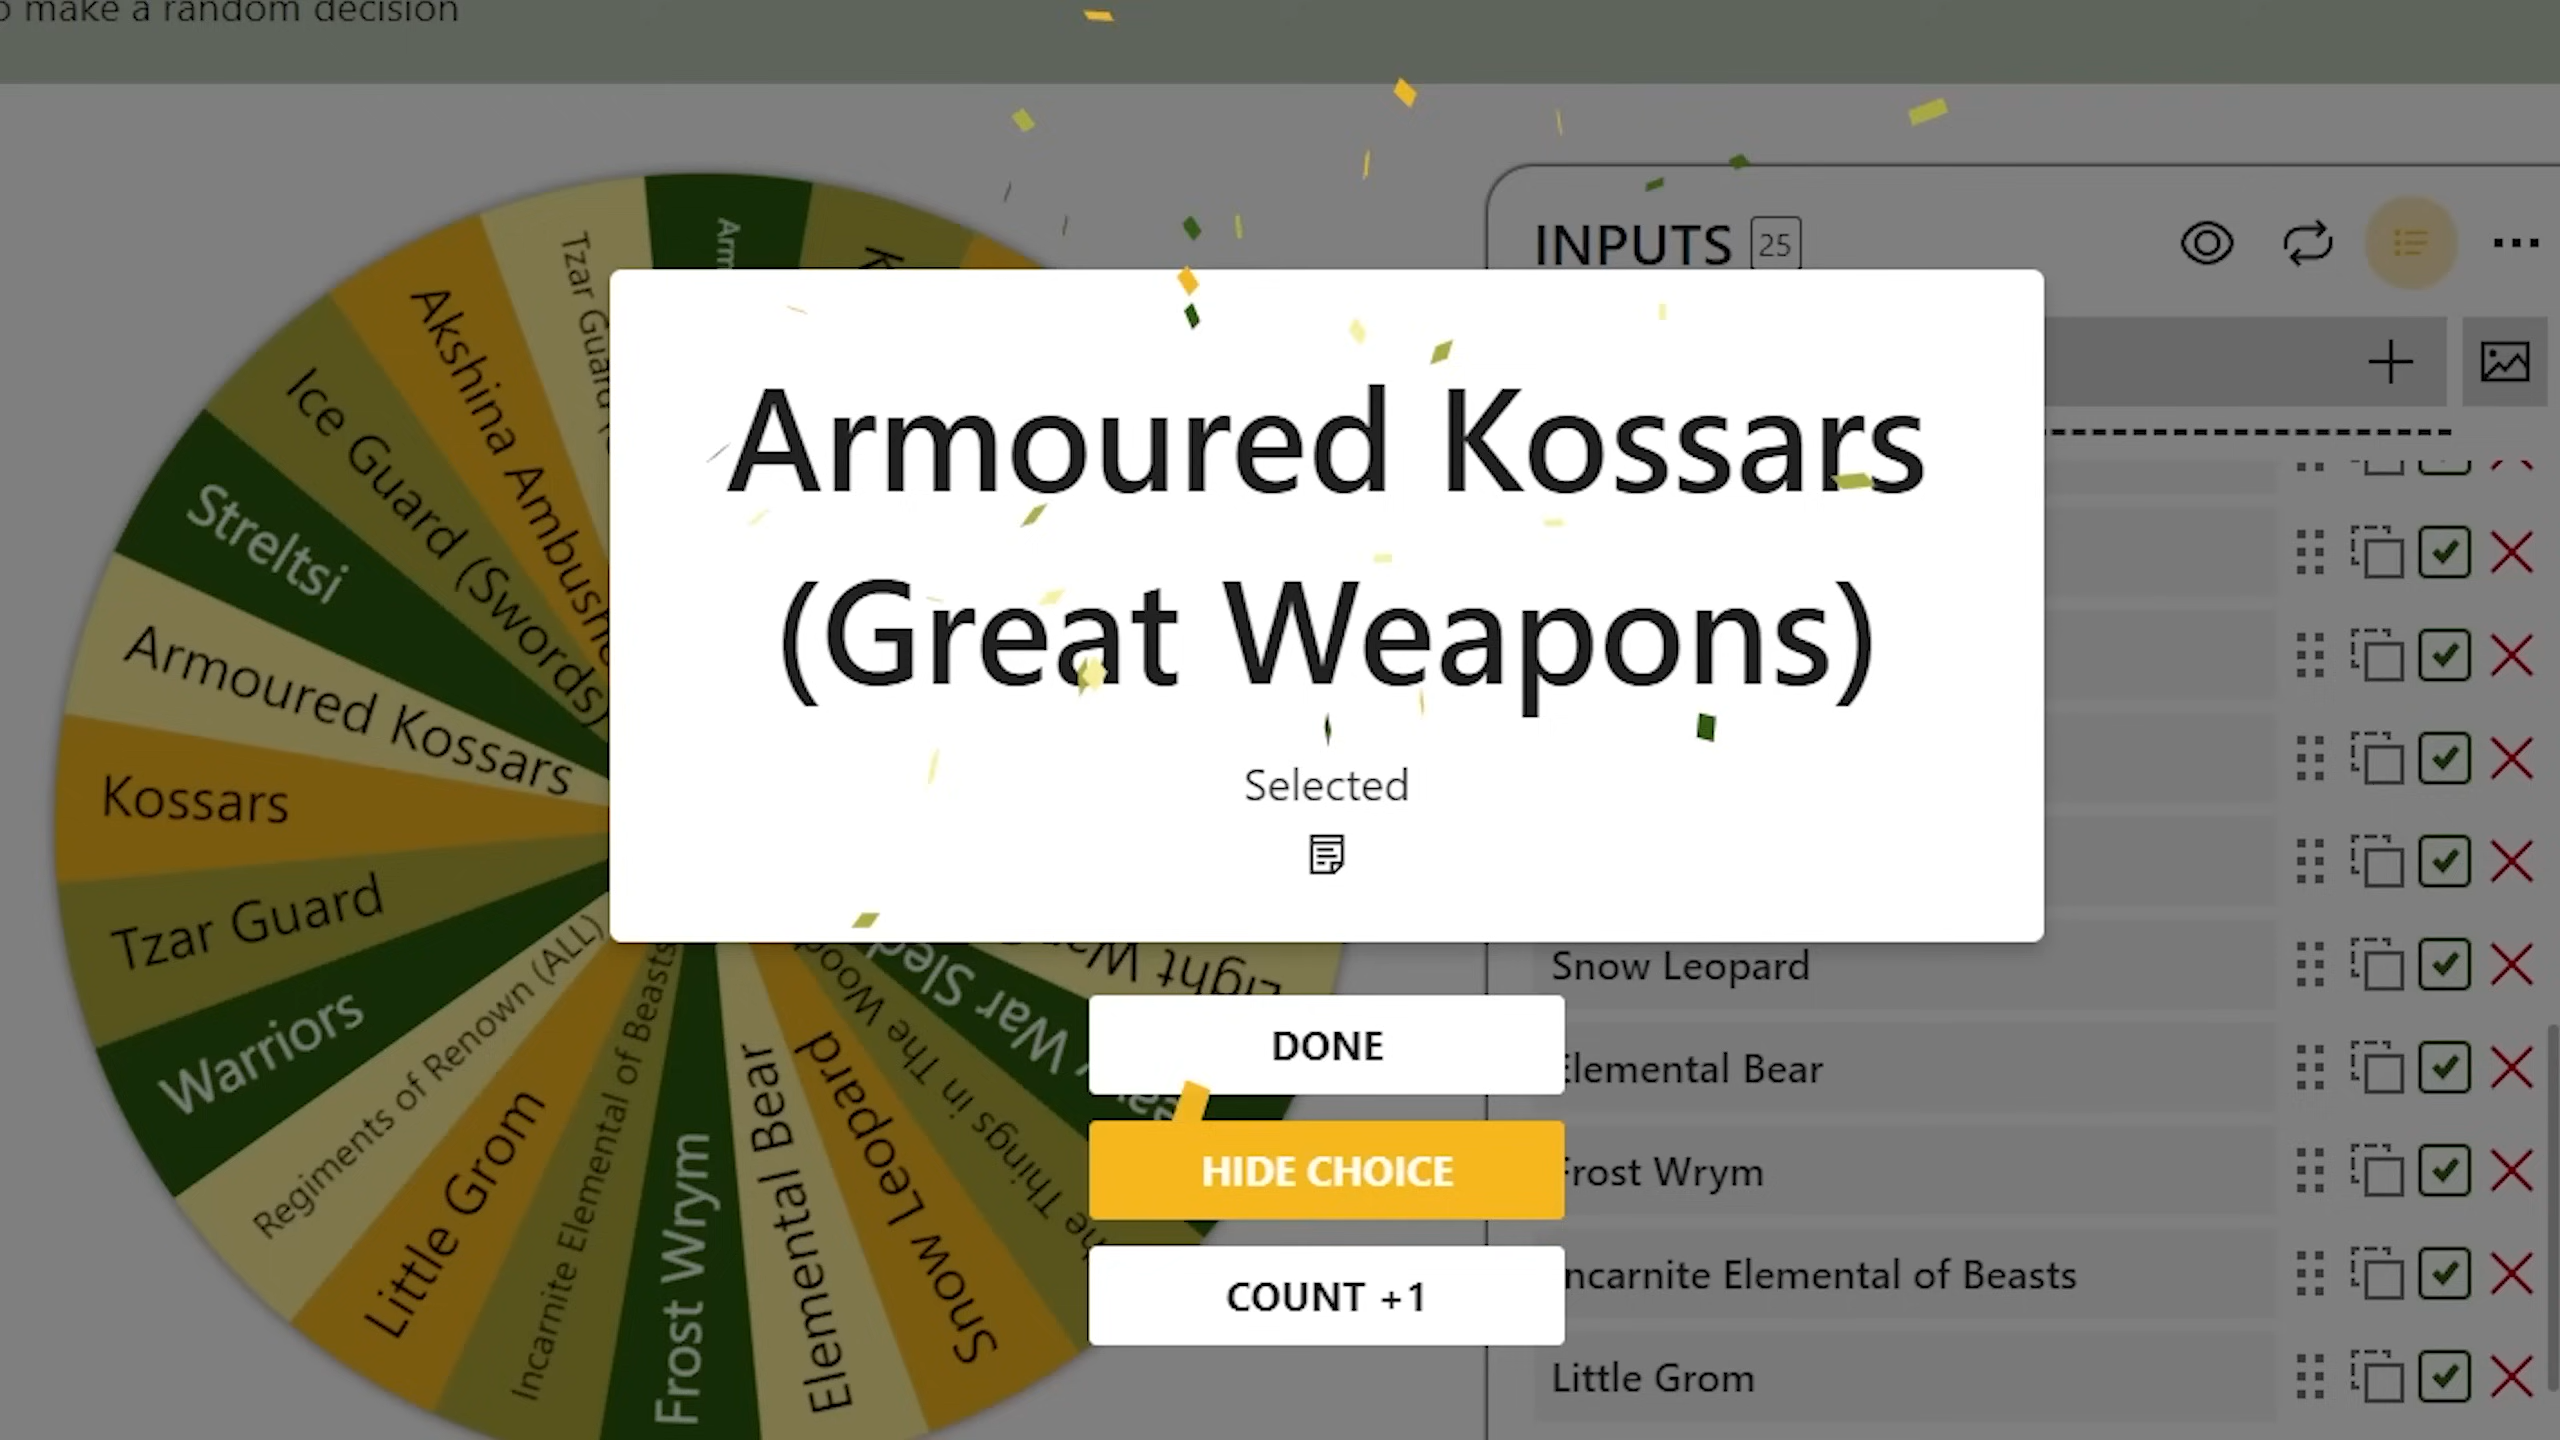 make a random decision
INPUTS 25
Armoured Kossars
(Great Weapons)
Selected
DONE
HIDE CHOICE
COUNT +1
Tzar Guard
Akshina
Ice Guard (Swords)
Streltsi
Armoured Kossars
Kossars
Tzar Guard
Warriors
Regiments of Renown (ALL)
Little Grom
Incarnite Elemental of Beasts
Frost Wrym
Elemental Bear
Snow Leopard
Things in The
War Sled
Snow Leopard
Elemental Bear
Frost Wrym
Elemental of Beasts
Little Grom